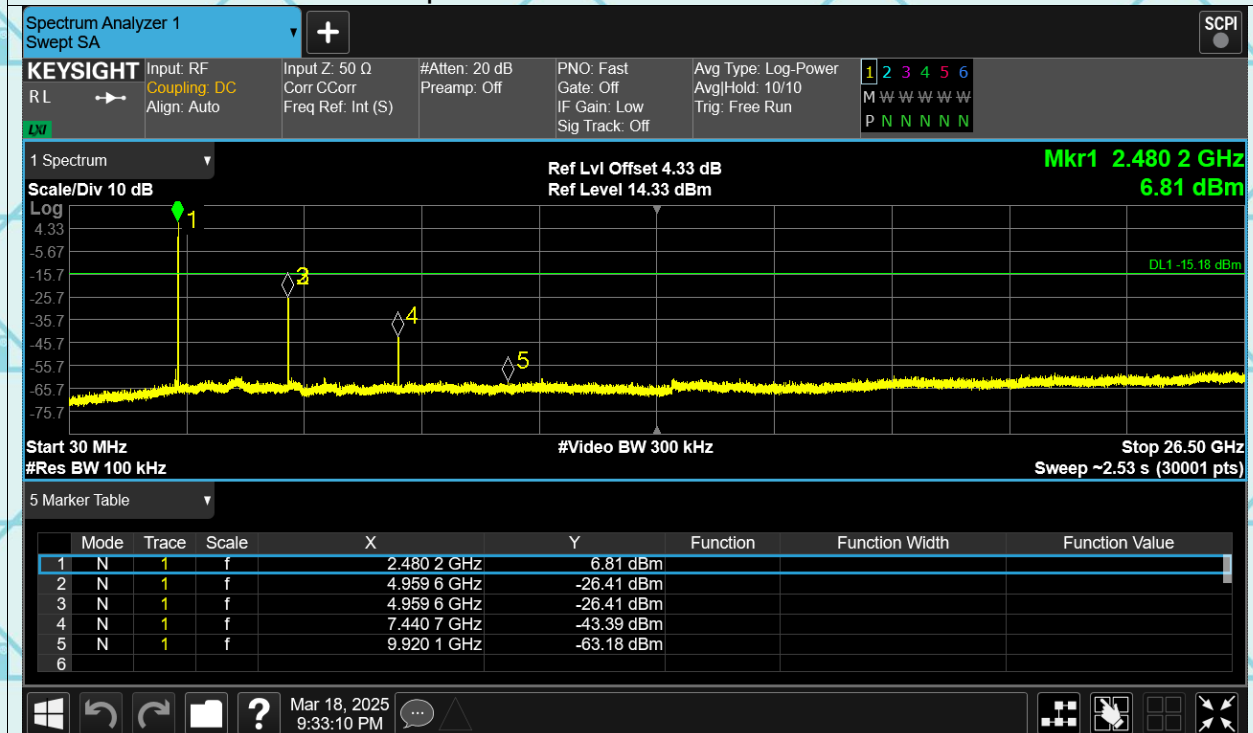 Spectrum Analyzer 1
Swept SA
+
SCPI
KEYSIGHT
RL
LXI
Input: RF
Coupling: DC
Align: Auto
Input Z: 50 Ω
Corr CCorr
Freq Ref: Int (S)
#Atten: 20 dB
Preamp: Off
PNO: Fast
Gate: Off
IF Gain: Low
Sig Track: Off
Avg Type: Log-Power
Avg|Hold: 10/10
Trig: Free Run
1 2 3 4 5 6
M W W W W W
P N N N N N
1 Spectrum
Scale/Div 10 dB
Ref Lvl Offset 4.33 dB
Ref Level 14.33 dBm
Mkr1 2.480 2 GHz
6.81 dBm
Log
4.33
-5.67
-15.7
-25.7
-35.7
-45.7
-55.7
-65.7
-75.7
1
3
4
5
DL1 -15.18 dBm
Start 30 MHz
#Video BW 300 kHz
Stop 26.50 GHz
#Res BW 100 kHz
Sweep ~2.53 s (30001 pts)
5 Marker Table
Mode Trace Scale X Y Function Function Width Function Value
1 N 1 f 2.480 2 GHz 6.81 dBm
2 N 1 f 4.959 6 GHz -26.41 dBm
3 N 1 f 4.959 6 GHz -26.41 dBm
4 N 1 f 7.440 7 GHz -43.39 dBm
5 N 1 f 9.920 1 GHz -63.18 dBm
6
?
Mar 18, 2025
9:33:10 PM